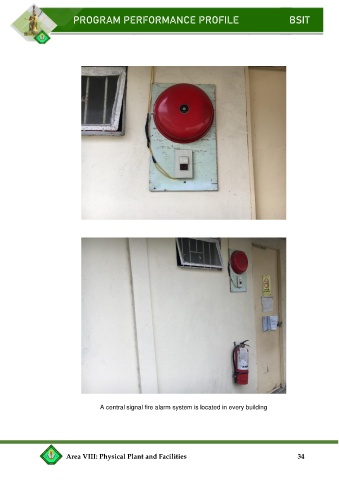 PROGRAM PERFORMANCE PROFILE BSIT
A central signal fire alarm system is located in every building
Area VIII: Physical Plant and Facilities 34